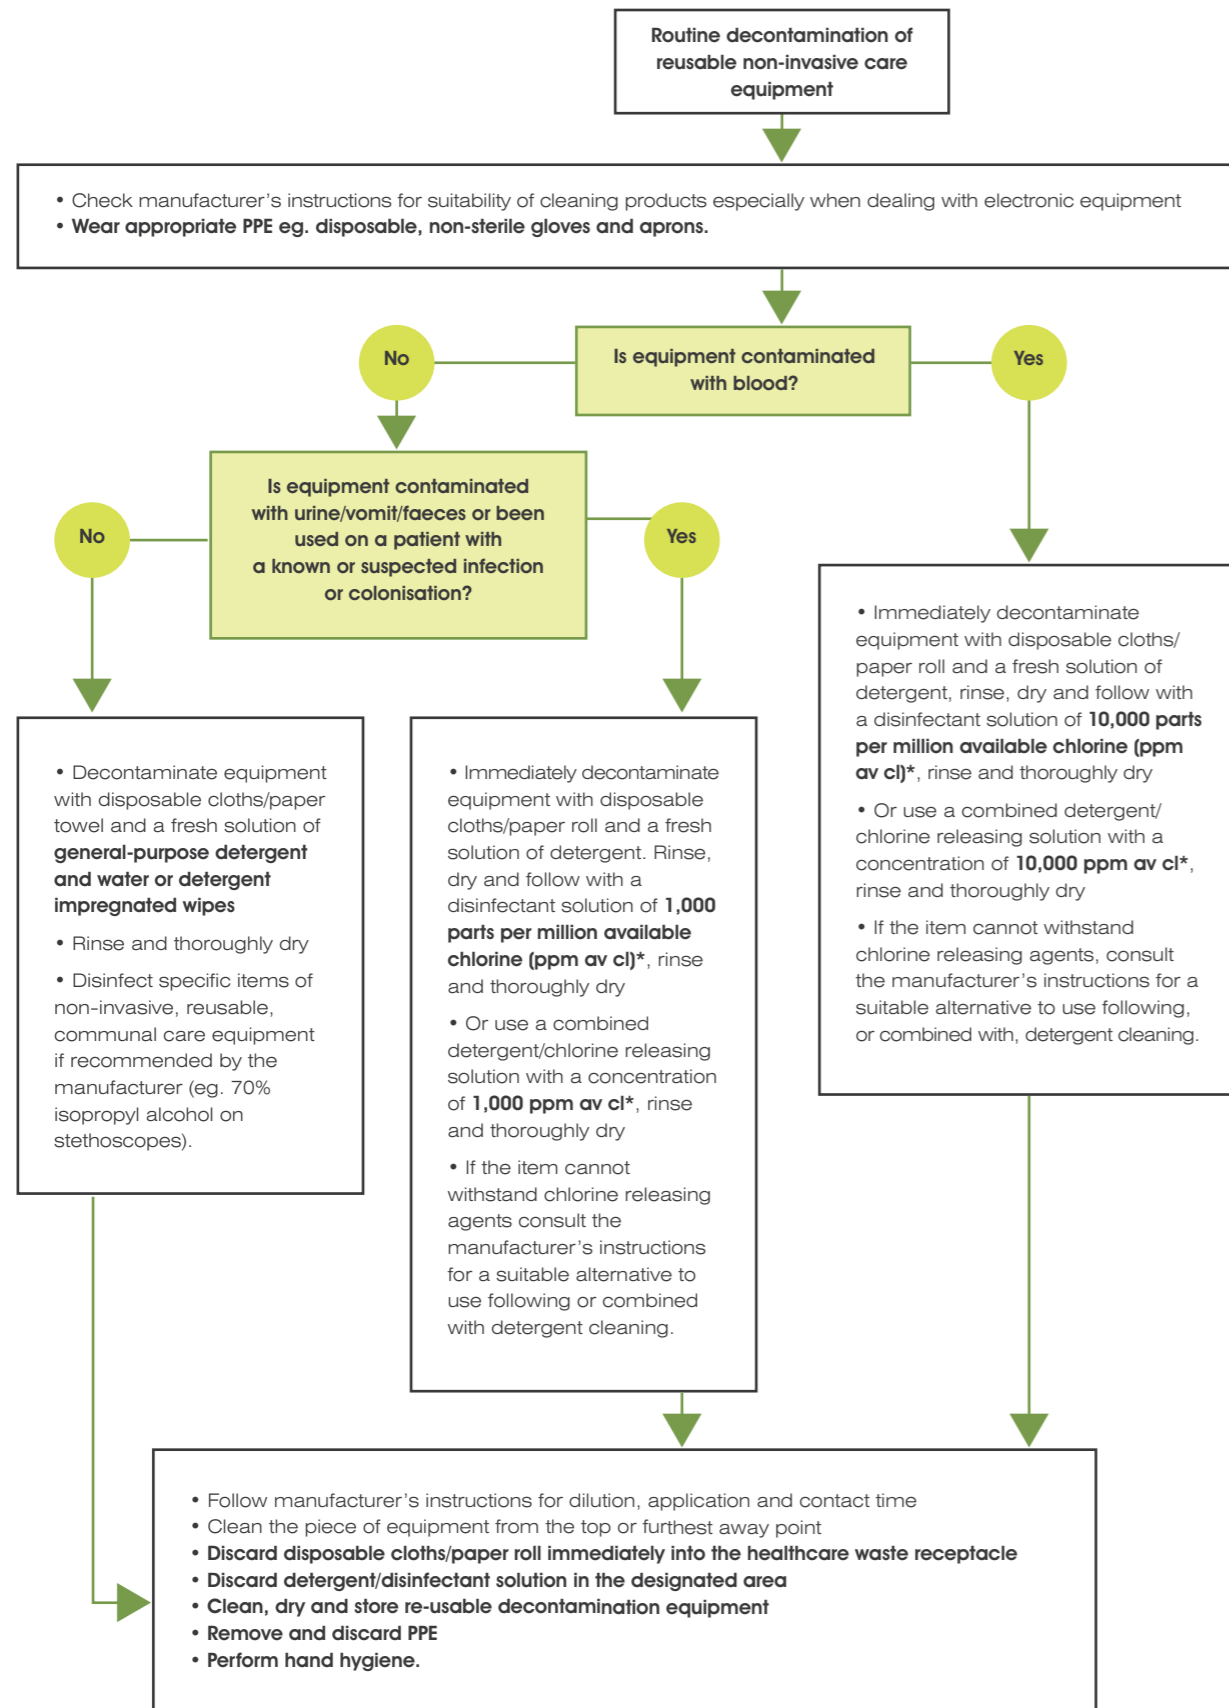 Routine decontamination of
reusable non-invasive care
equipment
• Check manufacturer's instructions for suitability of cleaning products especially when dealing with electronic equipment
• Wear appropriate PPE eg. disposable, non-sterile gloves and aprons.
No
Is equipment contaminated
with blood?
Yes
No
Is equipment contaminated
with urine/vomit/faeces or been
used on a patient with
a known or suspected infection
or colonisation?
Yes
• Decontaminate equipment
with disposable cloths/paper
towel and a fresh solution of
general-purpose detergent
and water or detergent
impregnated wipes
• Rinse and thoroughly dry
• Disinfect specific items of
non-invasive, reusable,
communal care equipment
if recommended by the
manufacturer (eg. 70%
isopropyl alcohol on
stethoscopes).
• Immediately decontaminate
equipment with disposable
cloths/paper roll and a fresh
solution of detergent. Rinse,
dry and follow with a
disinfectant solution of 1,000
parts per million available
chlorine (ppm av cl)*, rinse
and thoroughly dry
• Or use a combined
detergent/chlorine releasing
solution with a concentration
of 1,000 ppm av cl*, rinse
and thoroughly dry
• If the item cannot
withstand chlorine releasing
agents consult the
manufacturer's instructions
for a suitable alternative to
use following or combined
with detergent cleaning.
• Immediately decontaminate
equipment with disposable cloths/
paper roll and a fresh solution of
detergent, rinse, dry and follow with
a disinfectant solution of 10,000 parts
per million available chlorine (ppm
av cl)*, rinse and thoroughly dry
• Or use a combined detergent/
chlorine releasing solution with a
concentration of 10,000 ppm av cl*,
rinse and thoroughly dry
• If the item cannot withstand
chlorine releasing agents, consult
the manufacturer's instructions for a
suitable alternative to use following,
or combined with, detergent cleaning.
• Follow manufacturer's instructions for dilution, application and contact time
• Clean the piece of equipment from the top or furthest away point
• Discard disposable cloths/paper roll immediately into the healthcare waste receptacle
• Discard detergent/disinfectant solution in the designated area
• Clean, dry and store re-usable decontamination equipment
• Remove and discard PPE
• Perform hand hygiene.